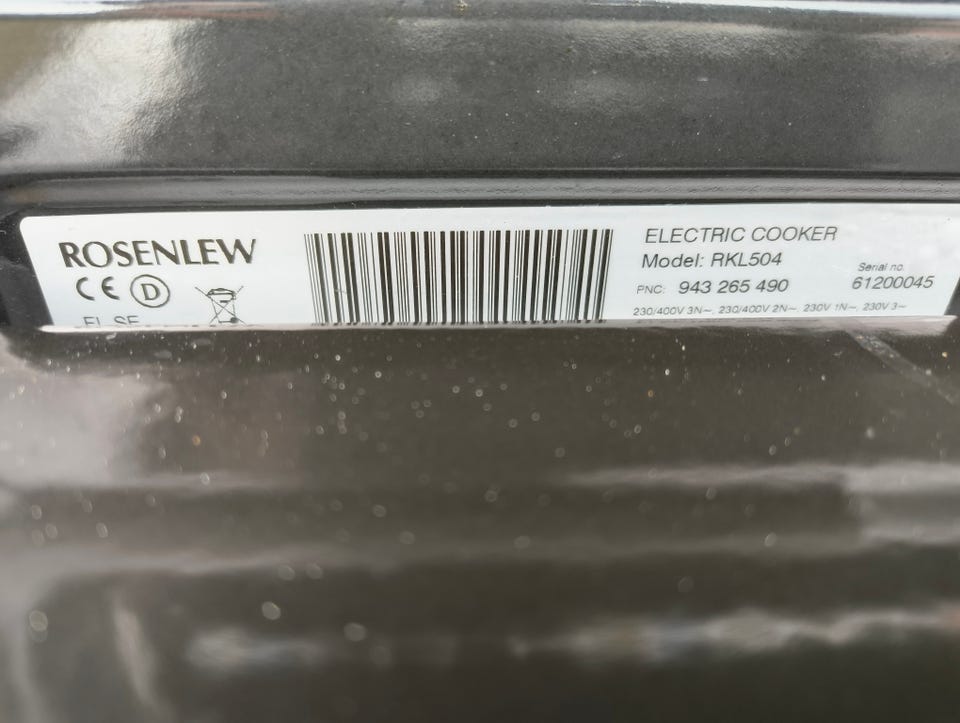 ROSENLEW
CE D
ELECTRIC COOKER
Model: RKL504
PNC: 943 265 490
Serial no.
61200045
230/400V 3N~, 230/400V 2N~, 230V 1N~, 230V 3~